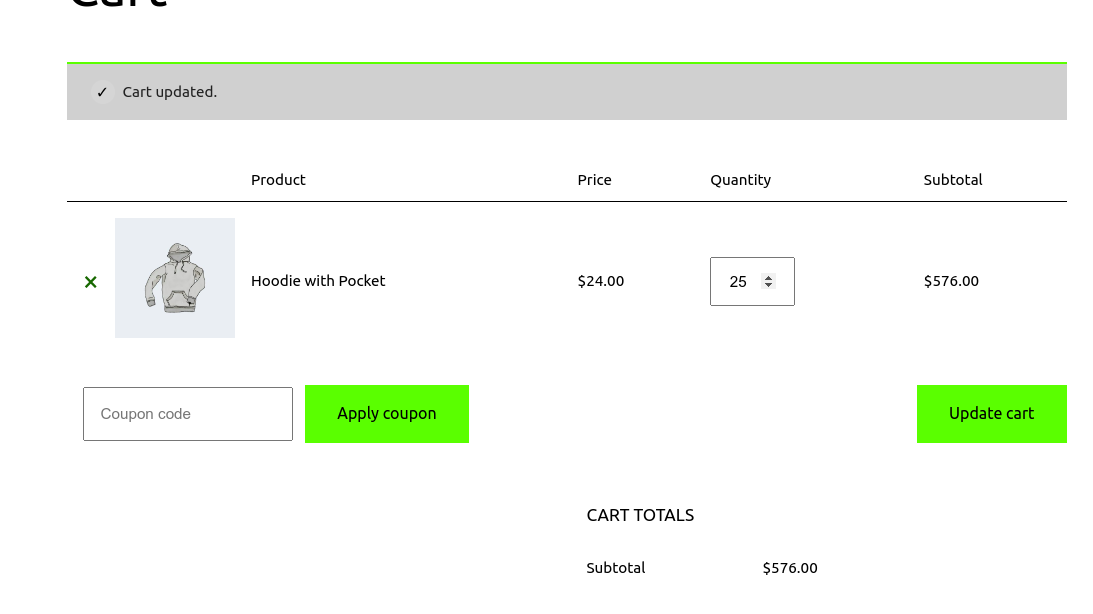 Cart
✓ Cart updated.
Product Price Quantity Subtotal
× Hoodie with Pocket $24.00 25 $576.00
Coupon code Apply coupon Update cart
CART TOTALS
Subtotal $576.00